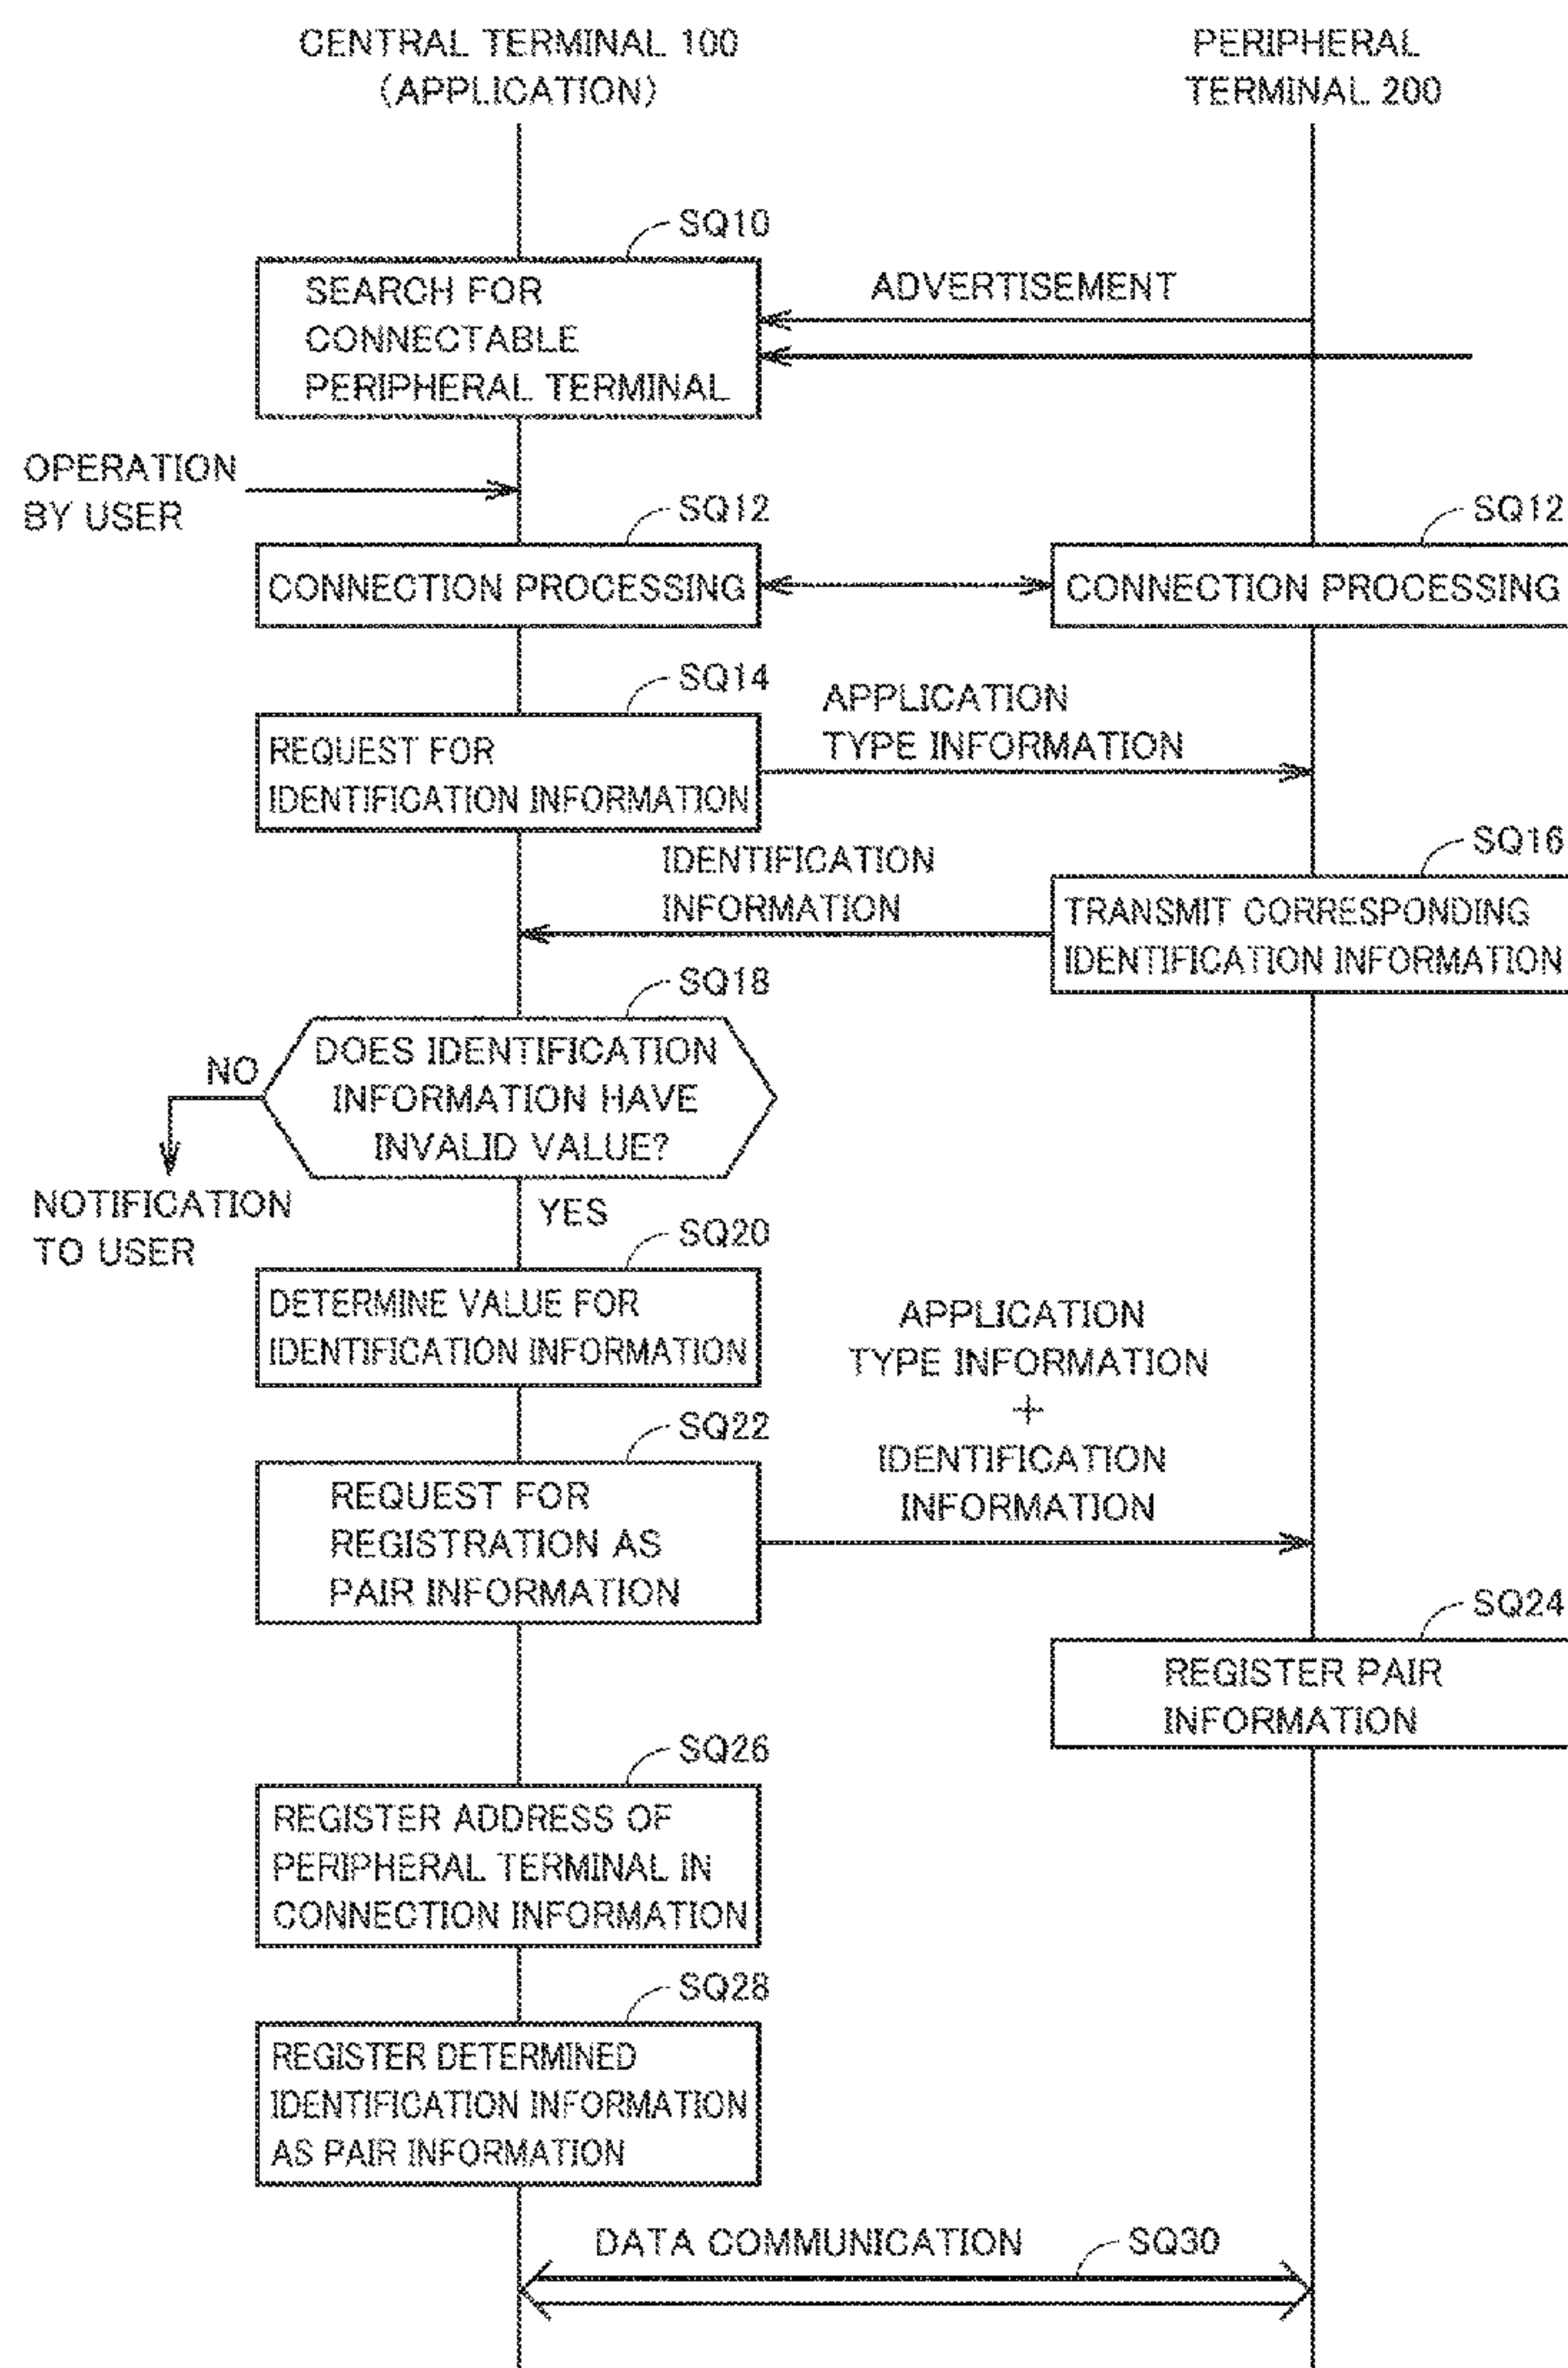 CENTRAL TERMINAL 100
(APPLICATION)
PERIPHERAL
TERMINAL 200
SQ10
SEARCH FOR
CONNECTABLE
PERIPHERAL TERMINAL
ADVERTISEMENT
OPERATION
BY USER
SQ12
CONNECTION PROCESSING
SQ12
CONNECTION PROCESSING
SQ14
REQUEST FOR
IDENTIFICATION INFORMATION
APPLICATION
TYPE INFORMATION
SQ16
TRANSMIT CORRESPONDING
IDENTIFICATION INFORMATION
IDENTIFICATION
INFORMATION
SQ18
DOES IDENTIFICATION
INFORMATION HAVE
INVALID VALUE?
NO
NOTIFICATION
TO USER
YES
SQ20
DETERMINE VALUE FOR
IDENTIFICATION INFORMATION
SQ22
REQUEST FOR
REGISTRATION AS
PAIR INFORMATION
APPLICATION
TYPE INFORMATION
+
IDENTIFICATION
INFORMATION
SQ24
REGISTER PAIR
INFORMATION
SQ26
REGISTER ADDRESS OF
PERIPHERAL TERMINAL IN
CONNECTION INFORMATION
SQ28
REGISTER DETERMINED
IDENTIFICATION INFORMATION
AS PAIR INFORMATION
DATA COMMUNICATION
SQ30